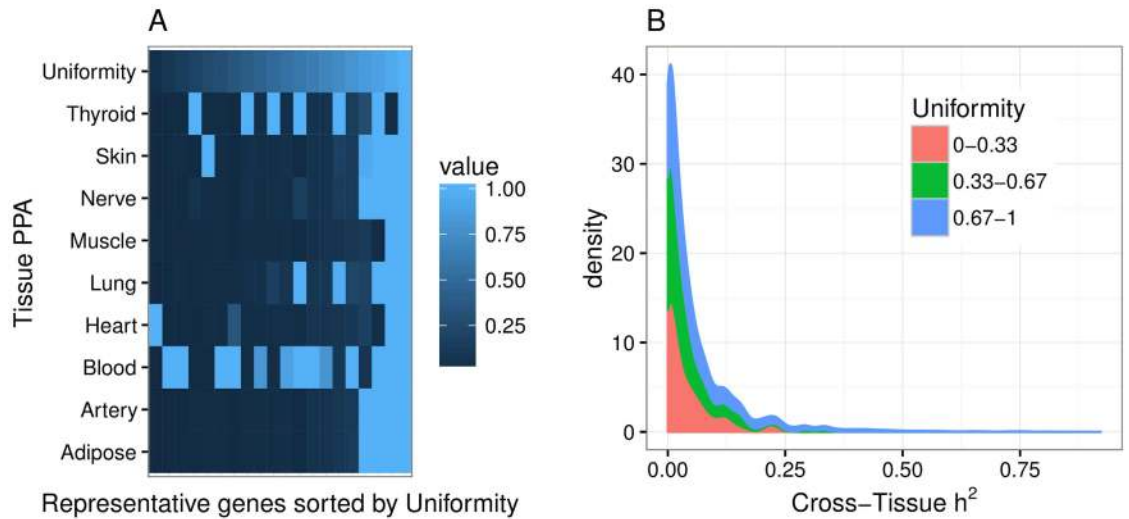 A
Tissue PPA
Uniformity
Thyroid
Skin
Nerve
Muscle
Lung
Heart
Blood
Artery
Adipose
Representative genes sorted by Uniformity
value
1.00
0.75
0.50
0.25
B
density
40
30
20
10
0
0.00 0.25 0.50 0.75
Cross−Tissue h²
Uniformity
0−0.33
0.33−0.67
0.67−1